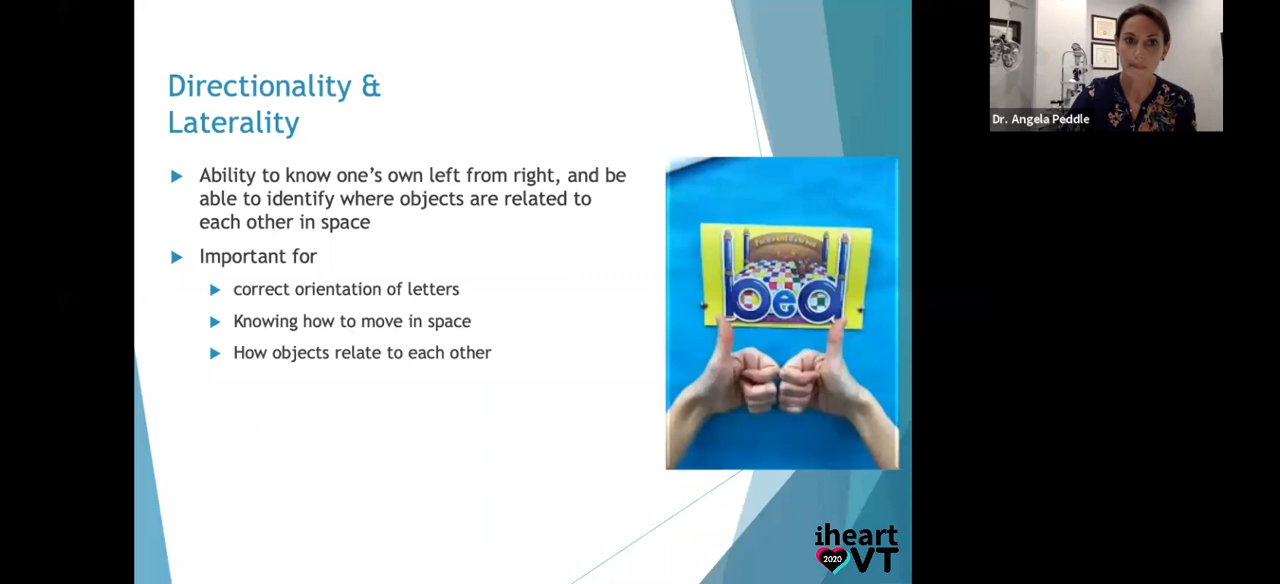 Directionality &
Laterality
Ability to know one's own left from right, and be
able to identify where objects are related to
each other in space
Important for
correct orientation of letters
Knowing how to move in space
How objects relate to each other
bed
Dr. Angela Peddle
iheart
2020 VT